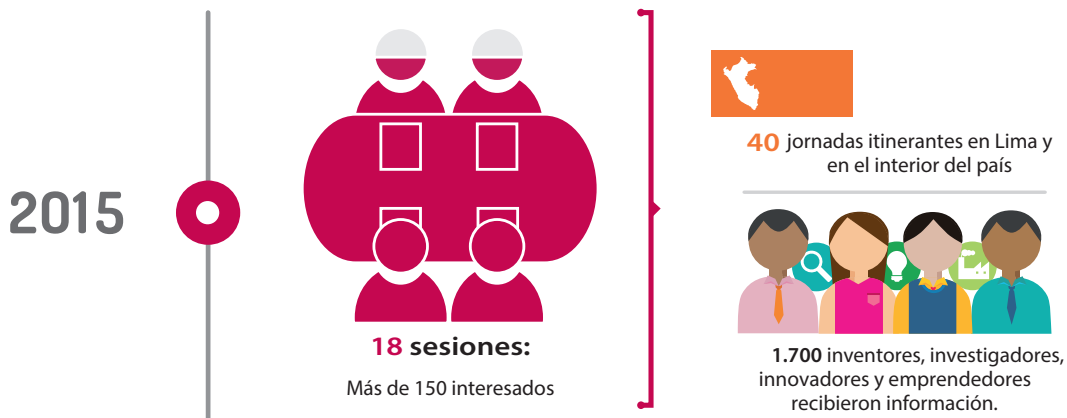 2015
18 sesiones:
Más de 150 interesados
40 jornadas itinerantes en Lima y
en el interior del país
1.700 inventores, investigadores,
innovadores y emprendedores
recibieron información.